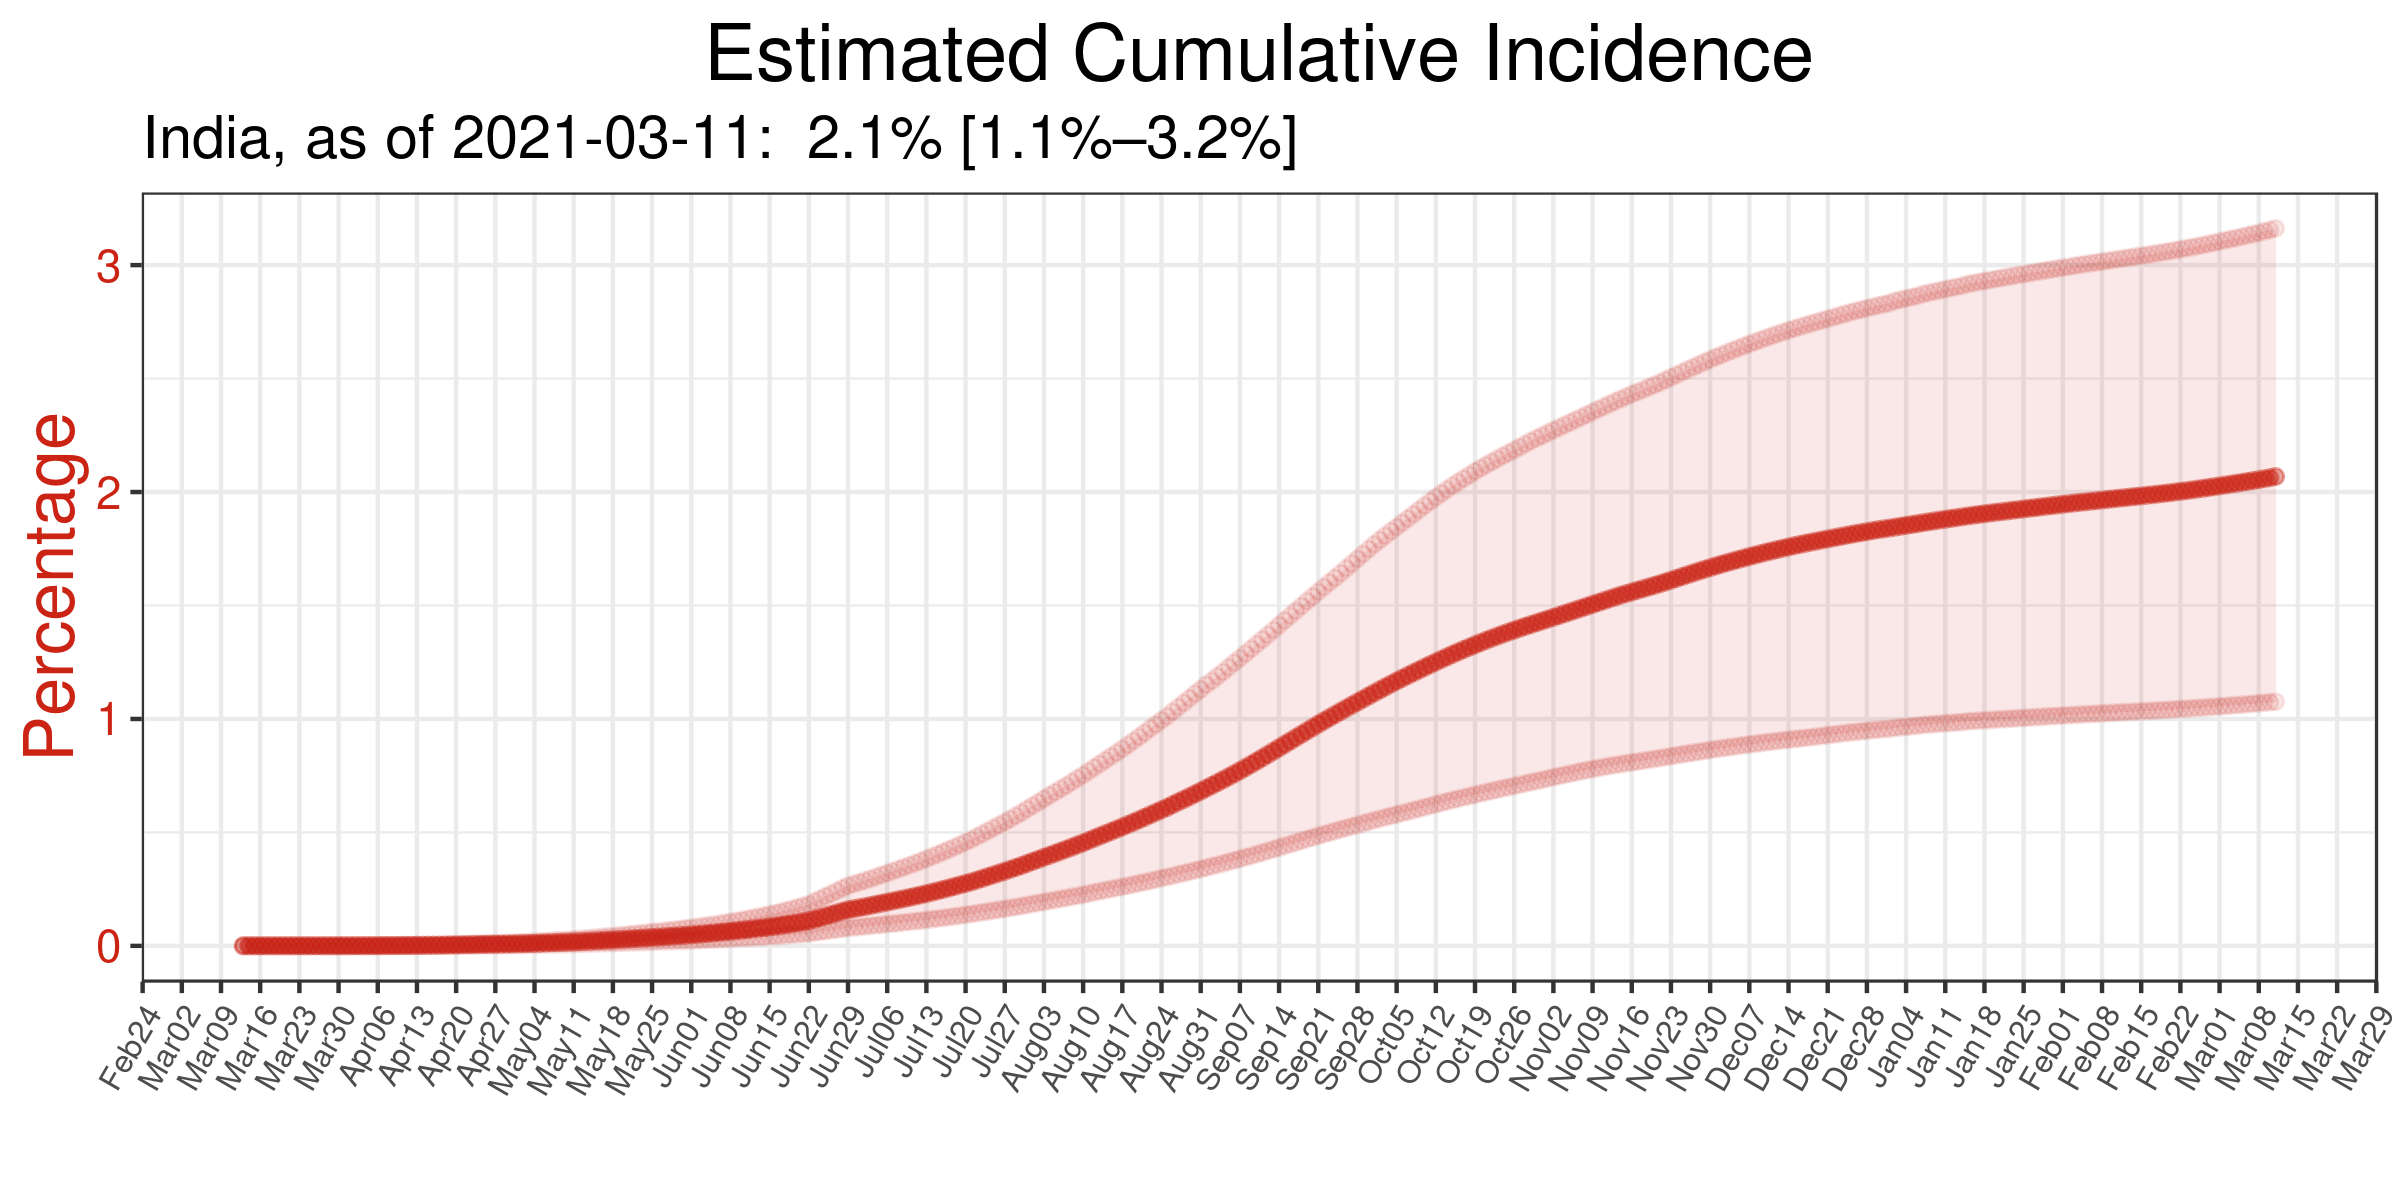 Estimated Cumulative Incidence
India, as of 2021-03-11:  2.1% [1.1%–3.2%]
Percentage
3
2
1
0
Feb24
Mar02
Mar09
Mar16
Mar23
Mar30
Apr06
Apr13
Apr20
Apr27
May04
May11
May18
May25
Jun01
Jun08
Jun15
Jun22
Jun29
Jul06
Jul13
Jul20
Jul27
Aug03
Aug10
Aug17
Aug24
Aug31
Sep07
Sep14
Sep21
Sep28
Oct05
Oct12
Oct19
Oct26
Nov02
Nov09
Nov16
Nov23
Nov30
Dec07
Dec14
Dec21
Dec28
Jan04
Jan11
Jan18
Jan25
Feb01
Feb08
Feb15
Feb22
Mar01
Mar08
Mar15
Mar22
Mar29